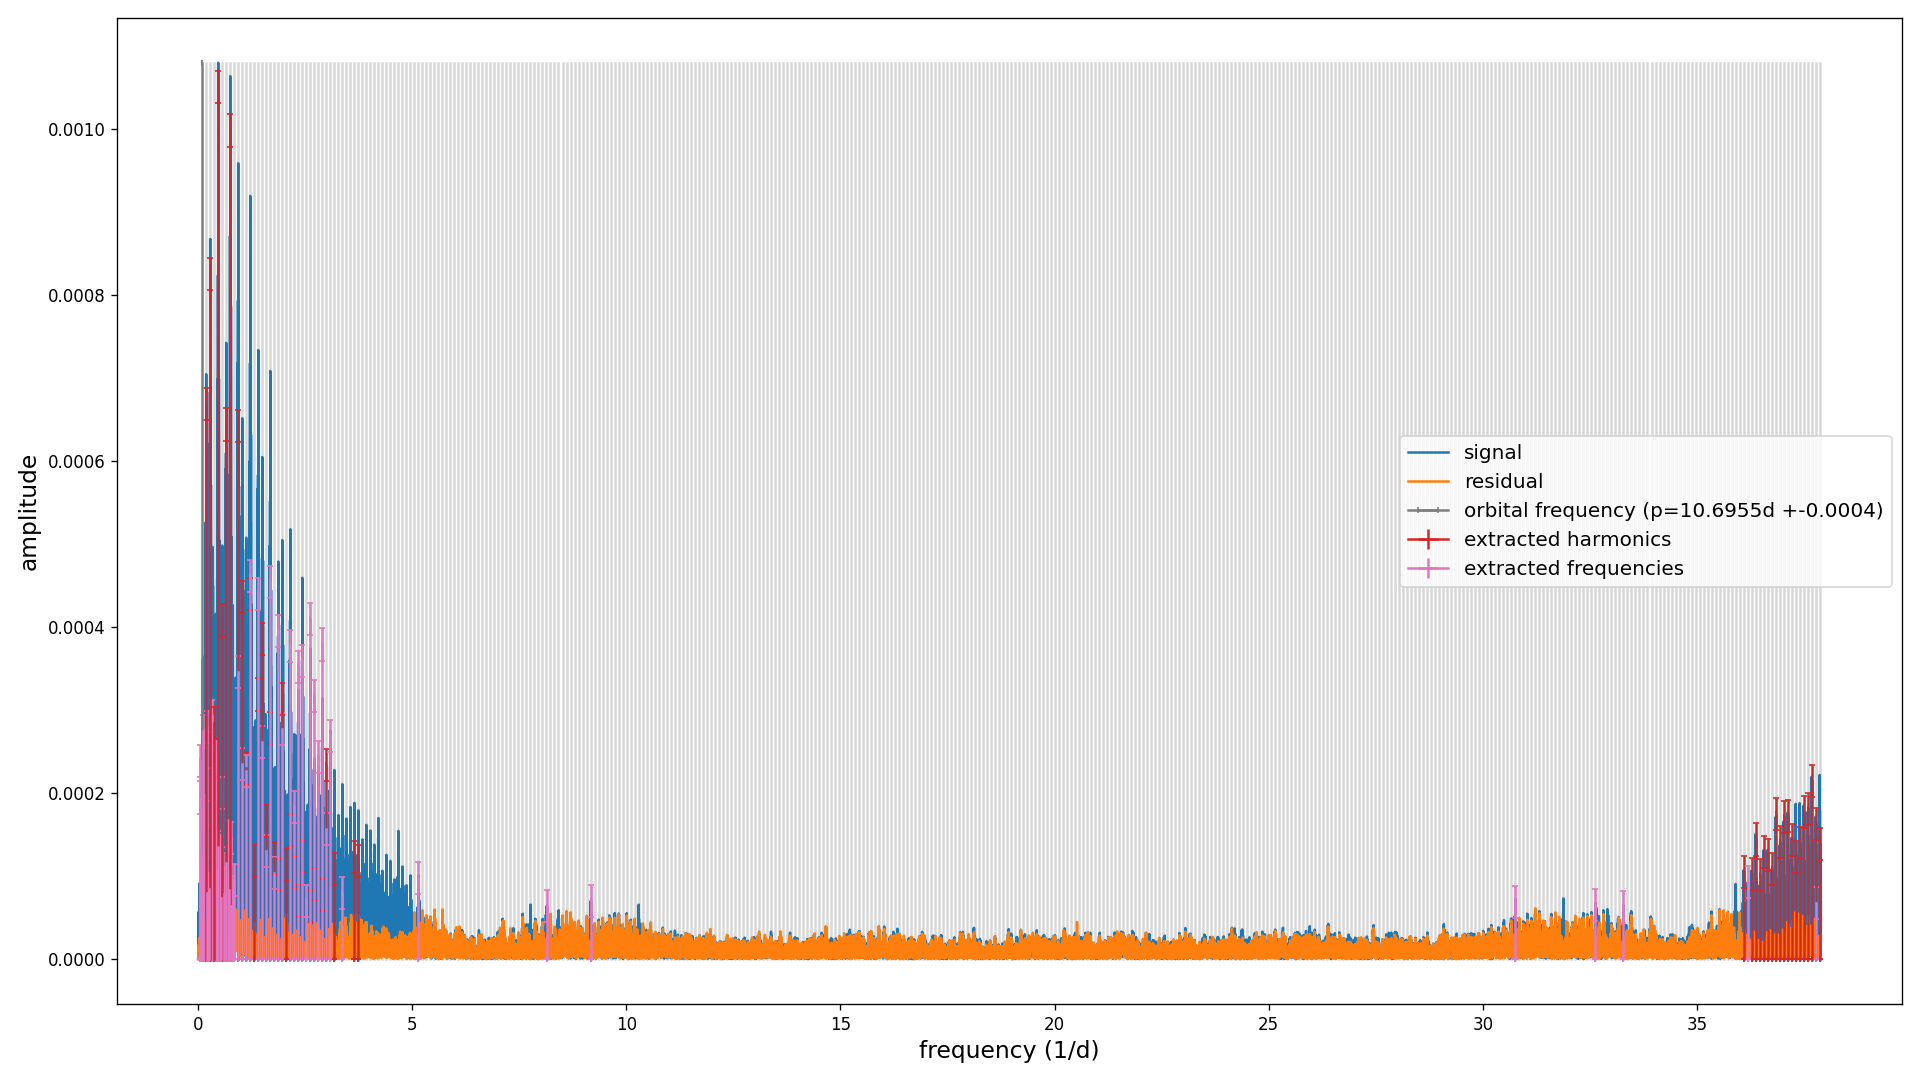 0.0010
0.0008
0.0006
0.0004
0.0002
0.0000
amplitude
0 5 10 15 20 25 30 35
frequency (1/d)
signal
residual
orbital frequency (p=10.6955d +-0.0004)
extracted harmonics
extracted frequencies